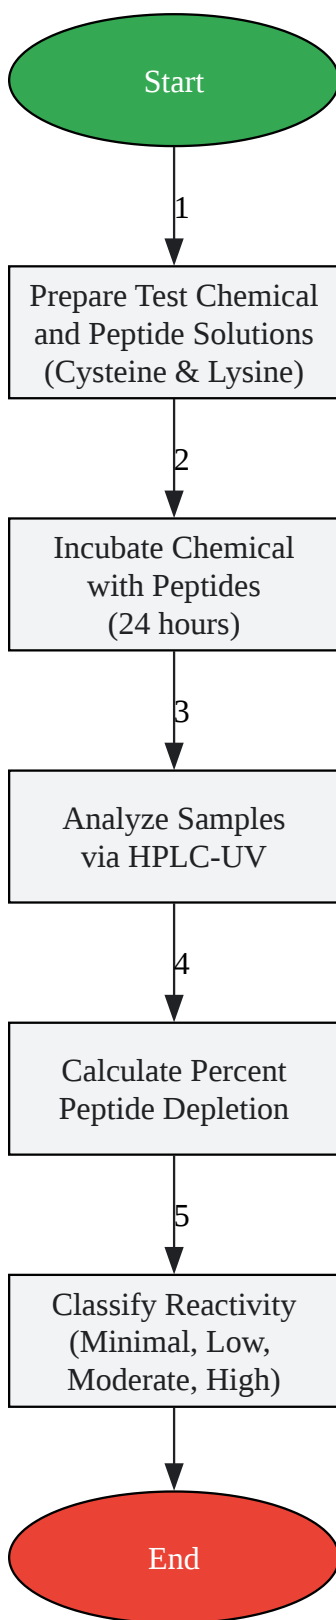 Start
1
Prepare Test Chemical
and Peptide Solutions
(Cysteine & Lysine)
2
Incubate Chemical
with Peptides
(24 hours)
3
Analyze Samples
via HPLC-UV
4
Calculate Percent
Peptide Depletion
5
Classify Reactivity
(Minimal, Low,
Moderate, High)
End